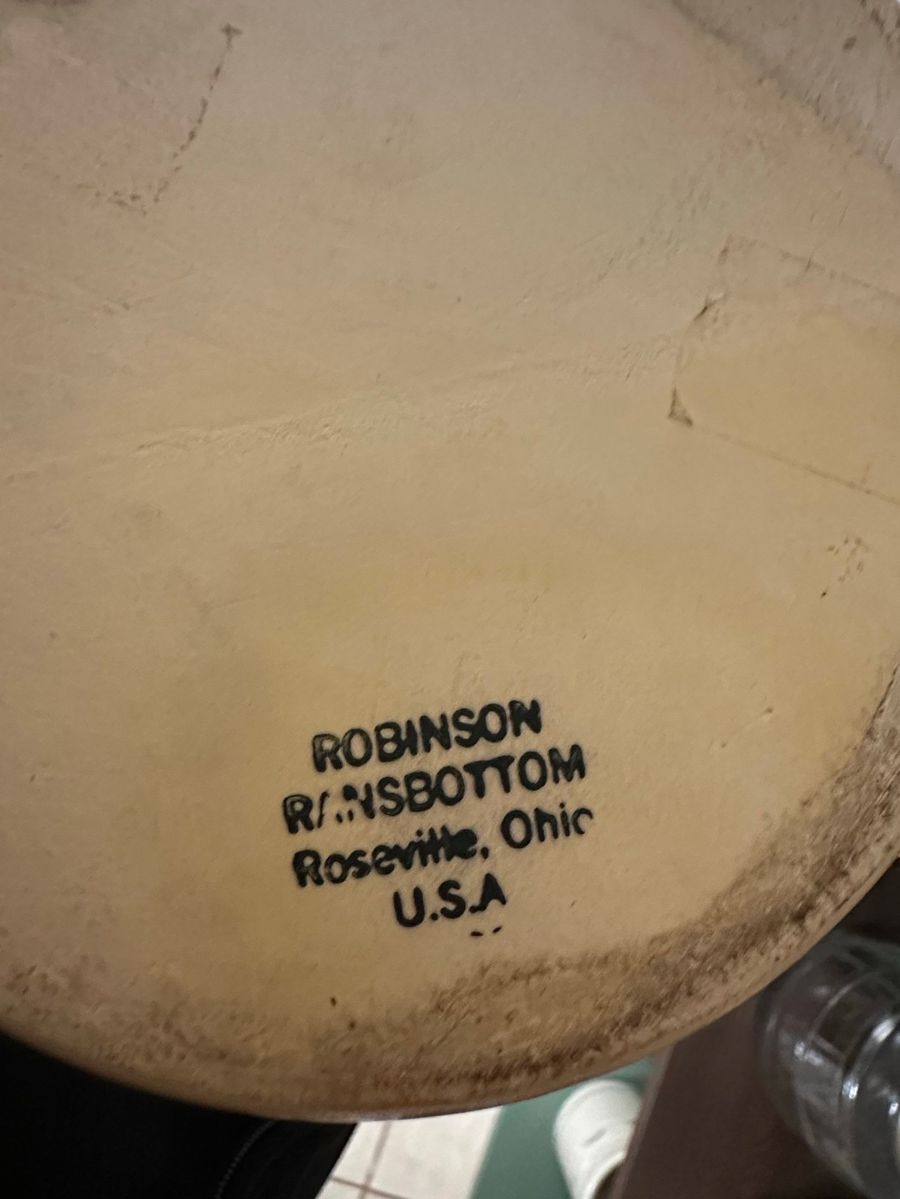 ROBINSON
RANSBOTTOM
Roseville, Ohio
U.S.A